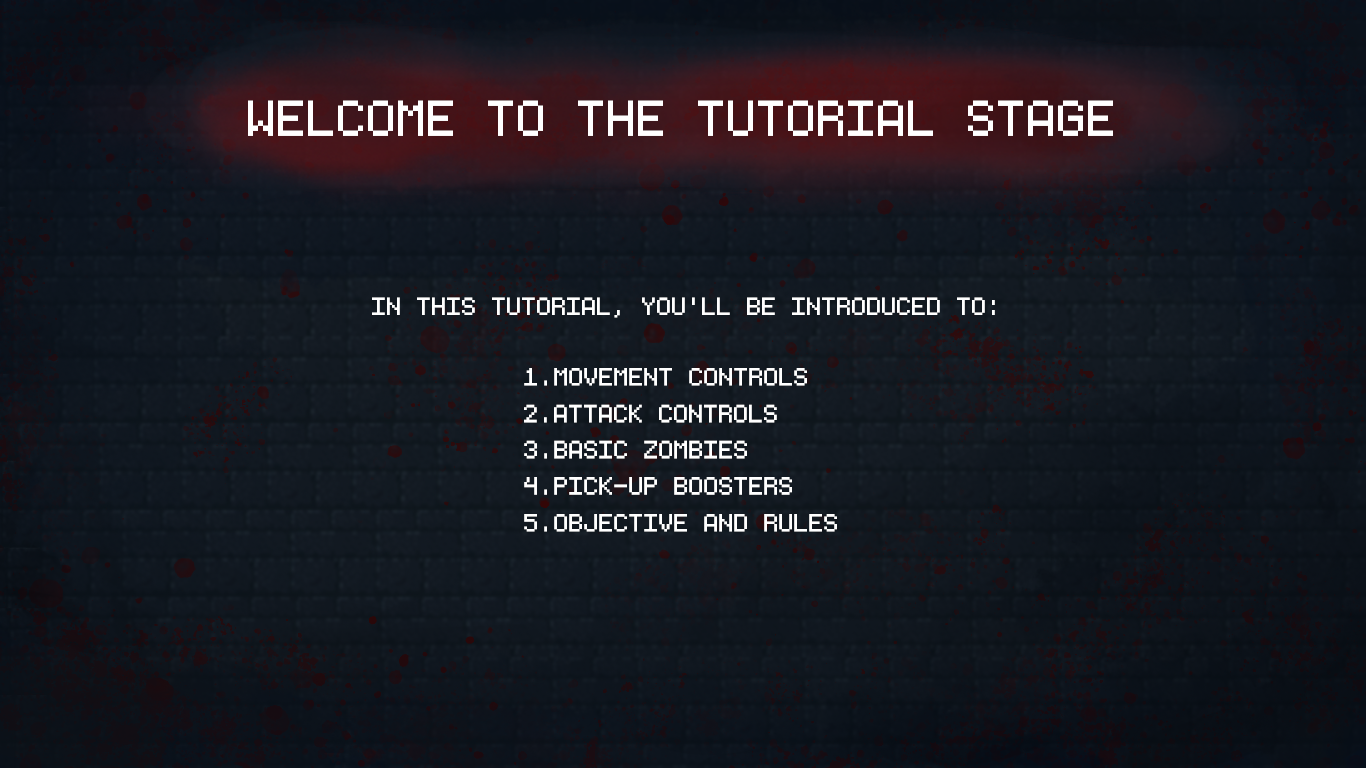 WELCOME TO THE TUTORIAL STAGE
IN THIS TUTORIAL, YOU'LL BE INTRODUCED TO:
1.MOVEMENT CONTROLS
2.ATTACK CONTROLS
3.BASIC ZOMBIES
4.PICK-UP BOOSTERS
5.OBJECTIVE AND RULES